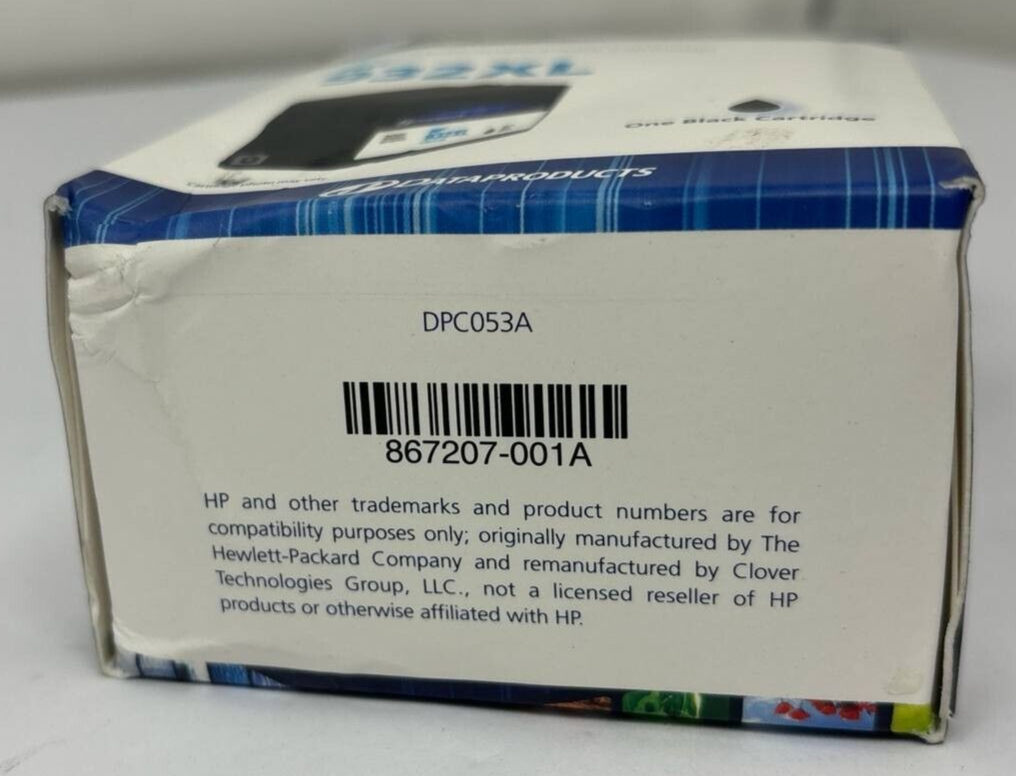 932XL
One Black Cartridge
DATAPRODUCTS
DPC053A
867207-001A
HP and other trademarks and product numbers are for
compatibility purposes only; originally manufactured by The
Hewlett-Packard Company and remanufactured by Clover
Technologies Group, LLC., not a licensed reseller of HP
products or otherwise affiliated with HP.